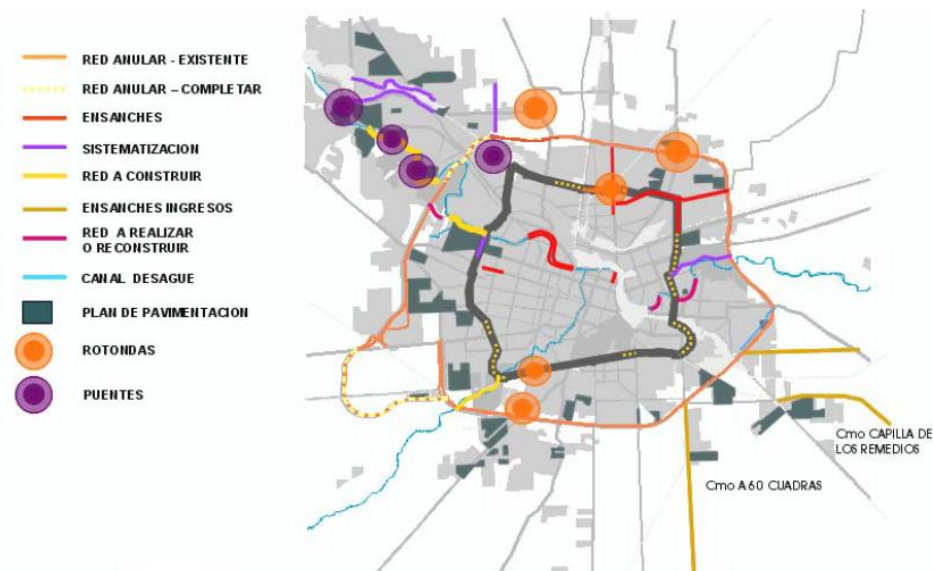 RED ANULAR - EXISTENTE
RED ANULAR – COMPLETAR
ENSANCHES
SISTEMATIZACION
RED A CONSTRUIR
ENSANCHES INGRESOS
RED A REALIZAR
O RECONSTRUIR
CANAL DESAGUE
PLAN DE PAVIMENTACION
ROTONDAS
PUENTES
Cmo CAPILLA DE
LOS REMEDIOS
Cmo A 60 CUADRAS